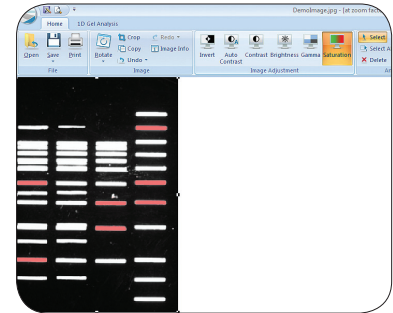 DemoImage.jpg - [at zoom fac
Home 1D Gel Analysis
Open Save Print
File
Rotate Crop Copy Undo Redo Image Info
Image
Invert Auto Contrast Contrast Brightness Gamma Saturation
Image Adjustment
Select
Select A
Delete